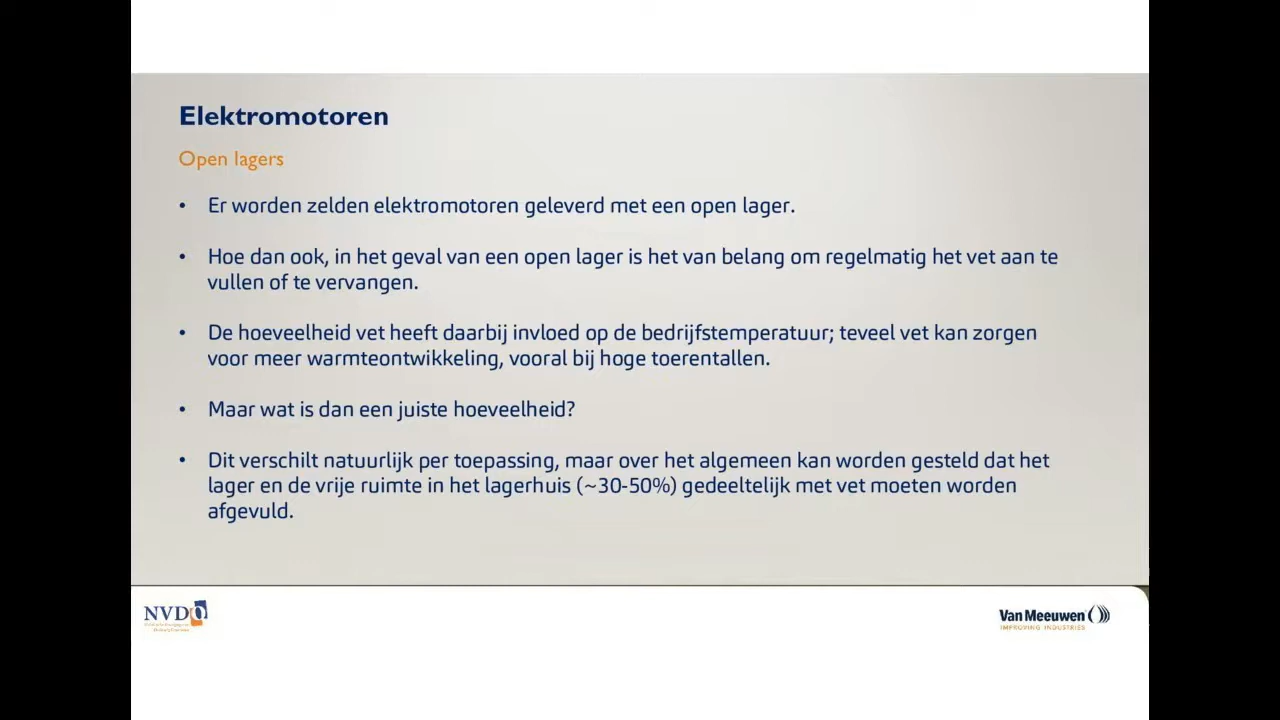 Elektromotoren
Open lagers
• Er worden zelden elektromotoren geleverd met een open lager.
• Hoe dan ook, in het geval van een open lager is het van belang om regelmatig het vet aan te
vullen of te vervangen.
• De hoeveelheid vet heeft daarbij invloed op de bedrijfstemperatuur; teveel vet kan zorgen
voor meer warmteontwikkeling, vooral bij hoge toerentallen.
• Maar wat is dan een juiste hoeveelheid?
• Dit verschilt natuurlijk per toepassing, maar over het algemeen kan worden gesteld dat het
lager en de vrije ruimte in het lagerhuis (~30-50%) gedeeltelijk met vet moeten worden
afgevuld.
NVDO
Van Meeuwen
IMPROVING INDUSTRIES